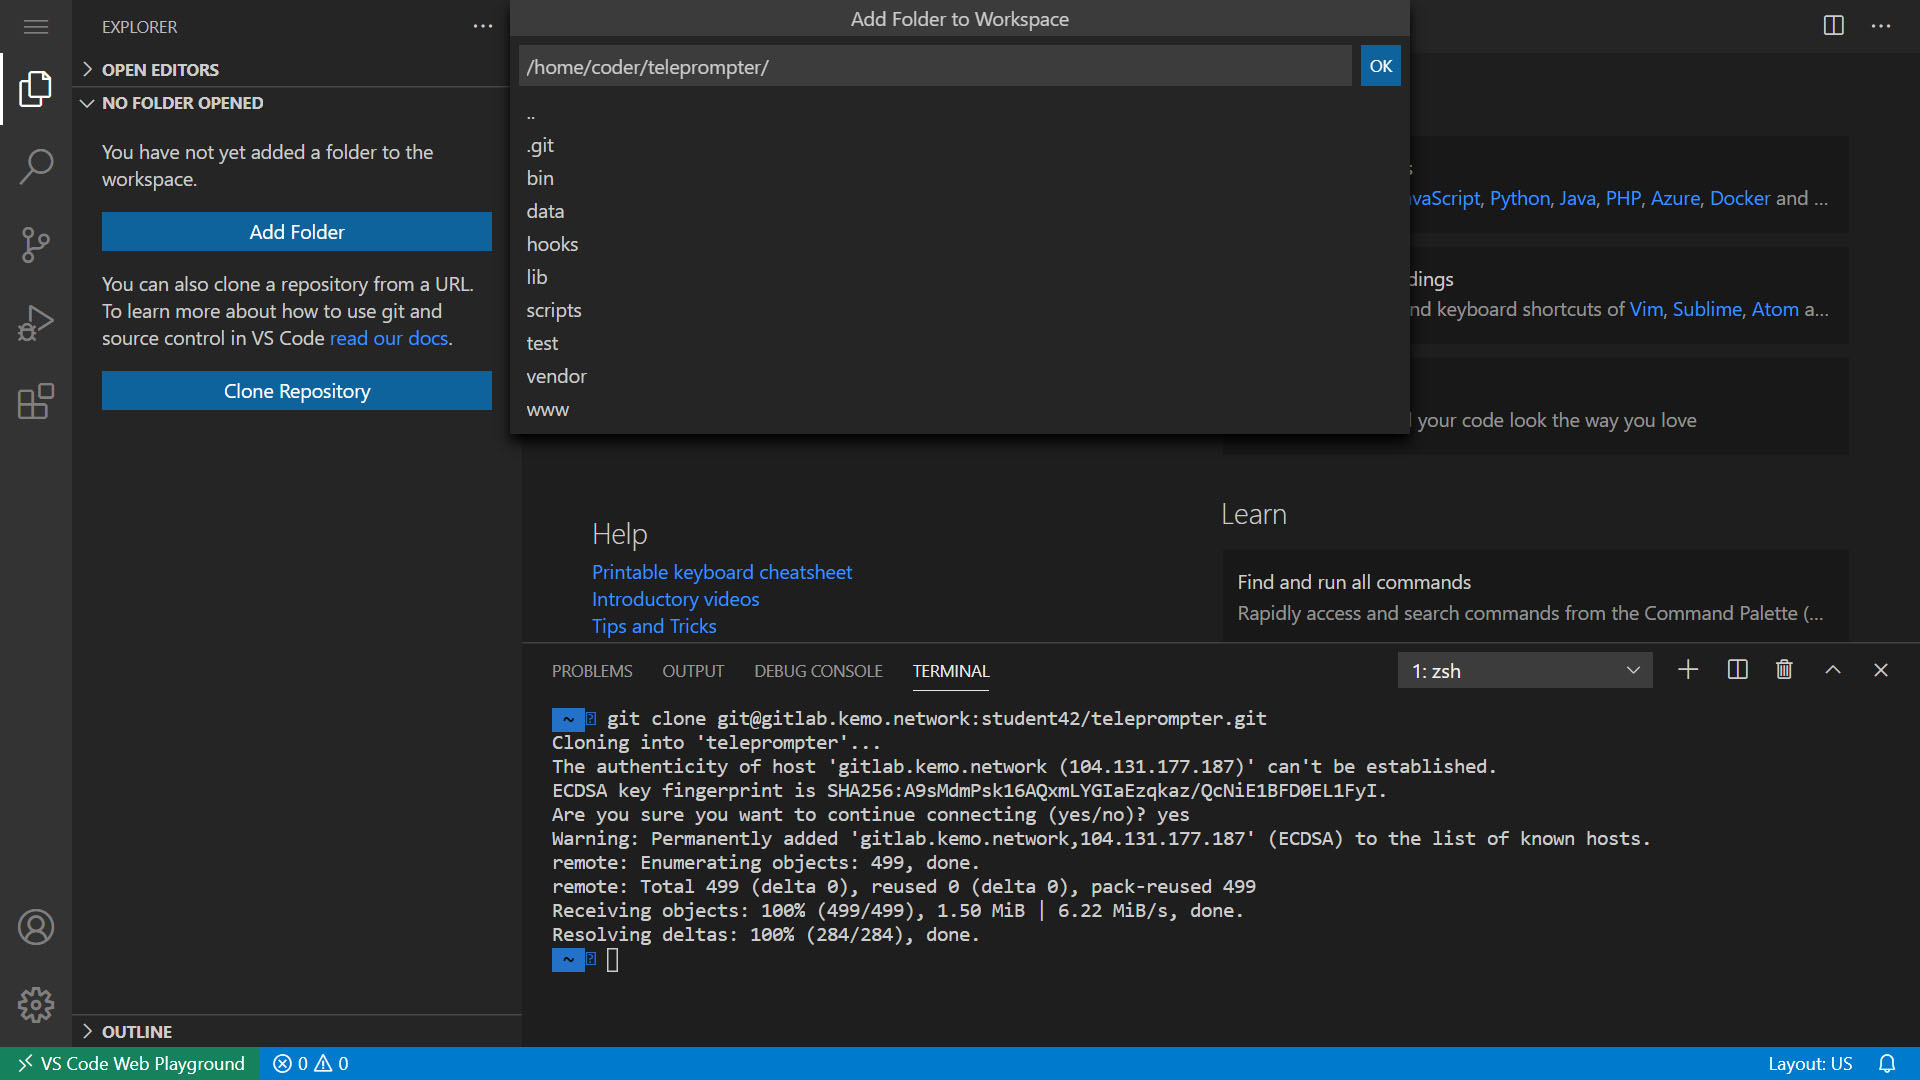 EXPLORER
OPEN EDITORS
NO FOLDER OPENED
You have not yet added a folder to the
workspace.
Add Folder
You can also clone a repository from a URL.
To learn more about how to use git and
source control in VS Code read our docs.
Clone Repository
OUTLINE
Add Folder to Workspace
/home/coder/teleprompter/
OK
..
.git
bin
data
hooks
lib
scripts
test
vendor
www
s
vaScript, Python, Java, PHP, Azure, Docker and ...
dings
nd keyboard shortcuts of Vim, Sublime, Atom a...
your code look the way you love
Help
Printable keyboard cheatsheet
Introductory videos
Tips and Tricks
Learn
Find and run all commands
Rapidly access and search commands from the Command Palette (...
PROBLEMS OUTPUT DEBUG CONSOLE TERMINAL
1: zsh
~ git clone git@gitlab.kemo.network:student42/teleprompter.git
Cloning into 'teleprompter'...
The authenticity of host 'gitlab.kemo.network (104.131.177.187)' can't be established.
ECDSA key fingerprint is SHA256:A9sMdmPsk16AQxmLYGIaEzqkaz/QcNiE1BFD0EL1FyI.
Are you sure you want to continue connecting (yes/no)? yes
Warning: Permanently added 'gitlab.kemo.network,104.131.177.187' (ECDSA) to the list of known hosts.
remote: Enumerating objects: 499, done.
remote: Total 499 (delta 0), reused 0 (delta 0), pack-reused 499
Receiving objects: 100% (499/499), 1.50 MiB | 6.22 MiB/s, done.
Resolving deltas: 100% (284/284), done.
~
VS Code Web Playground 0 0
Layout: US